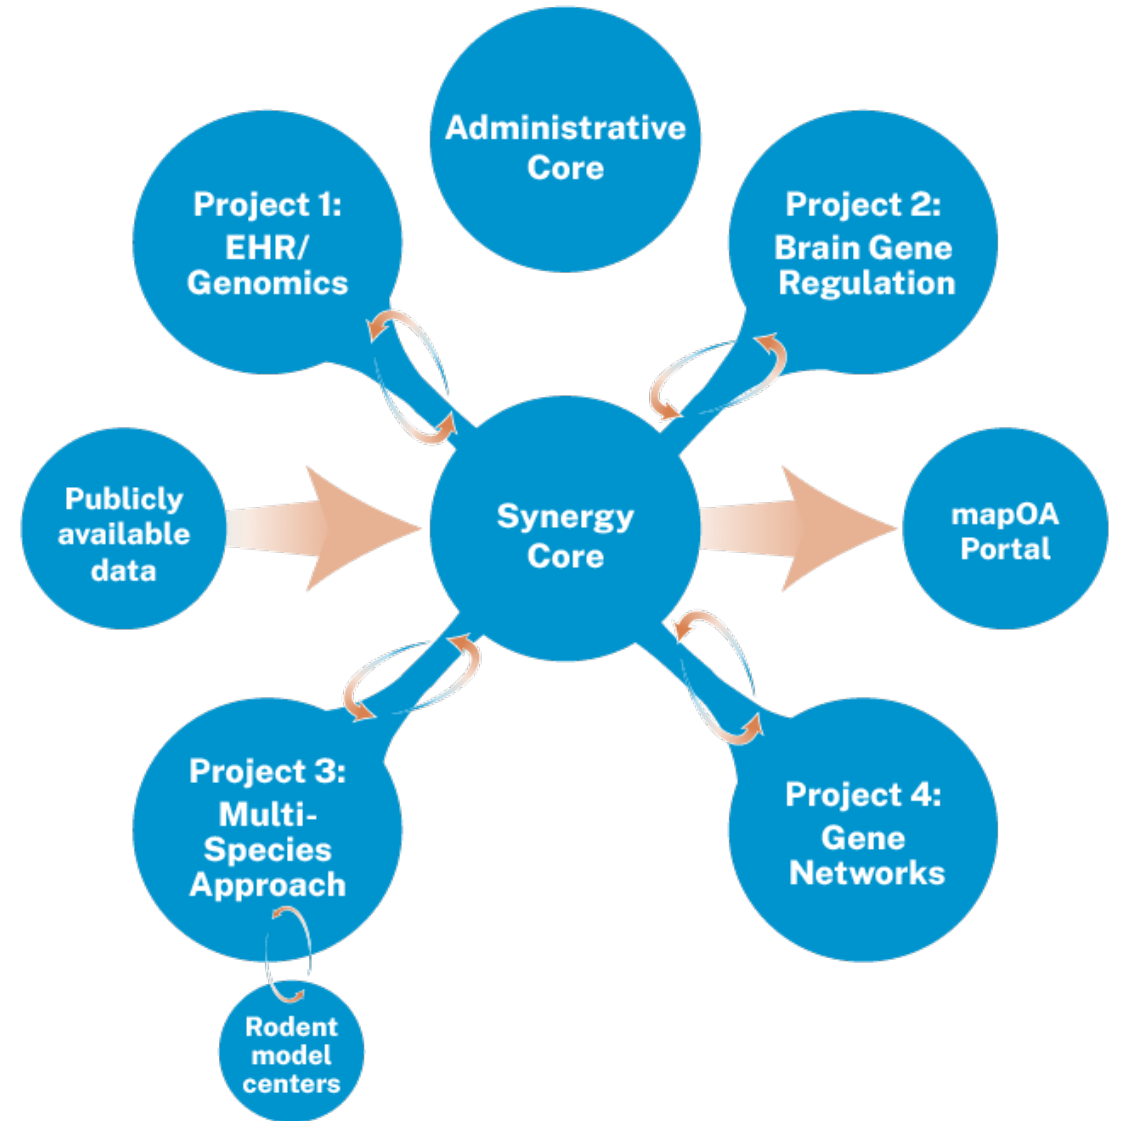 Administrative
Core
Project 1:
EHR/
Genomics
Project 2:
Brain Gene
Regulation
Publicly
available
data
Synergy
Core
mapOA
Portal
Project 3:
Multi-
Species
Approach
Project 4:
Gene
Networks
Rodent
model
centers